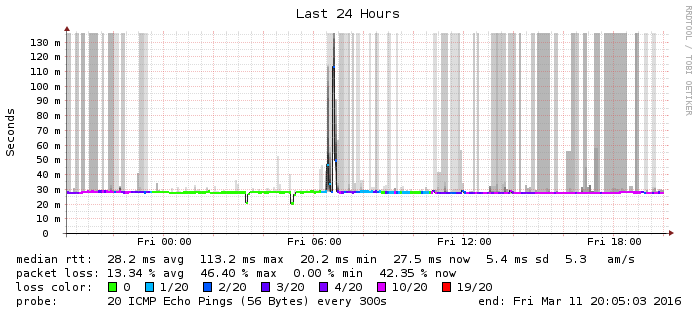 Last 24 Hours
RRDTOOL / TOBI OETIKER
Seconds
130 m
120 m
110 m
100 m
90 m
80 m
70 m
60 m
50 m
40 m
30 m
20 m
10 m
0
Fri 00:00 Fri 06:00 Fri 12:00 Fri 18:00
median rtt: 28.2 ms avg 113.2 ms max 20.2 ms min 27.5 ms now 5.4 ms sd 5.3 am/s
packet loss: 13.34 % avg 46.40 % max 0.00 % min 42.35 % now
loss color: 0 1/20 2/20 3/20 4/20 10/20 19/20
probe: 20 ICMP Echo Pings (56 Bytes) every 300s end: Fri Mar 11 20:05:03 2016